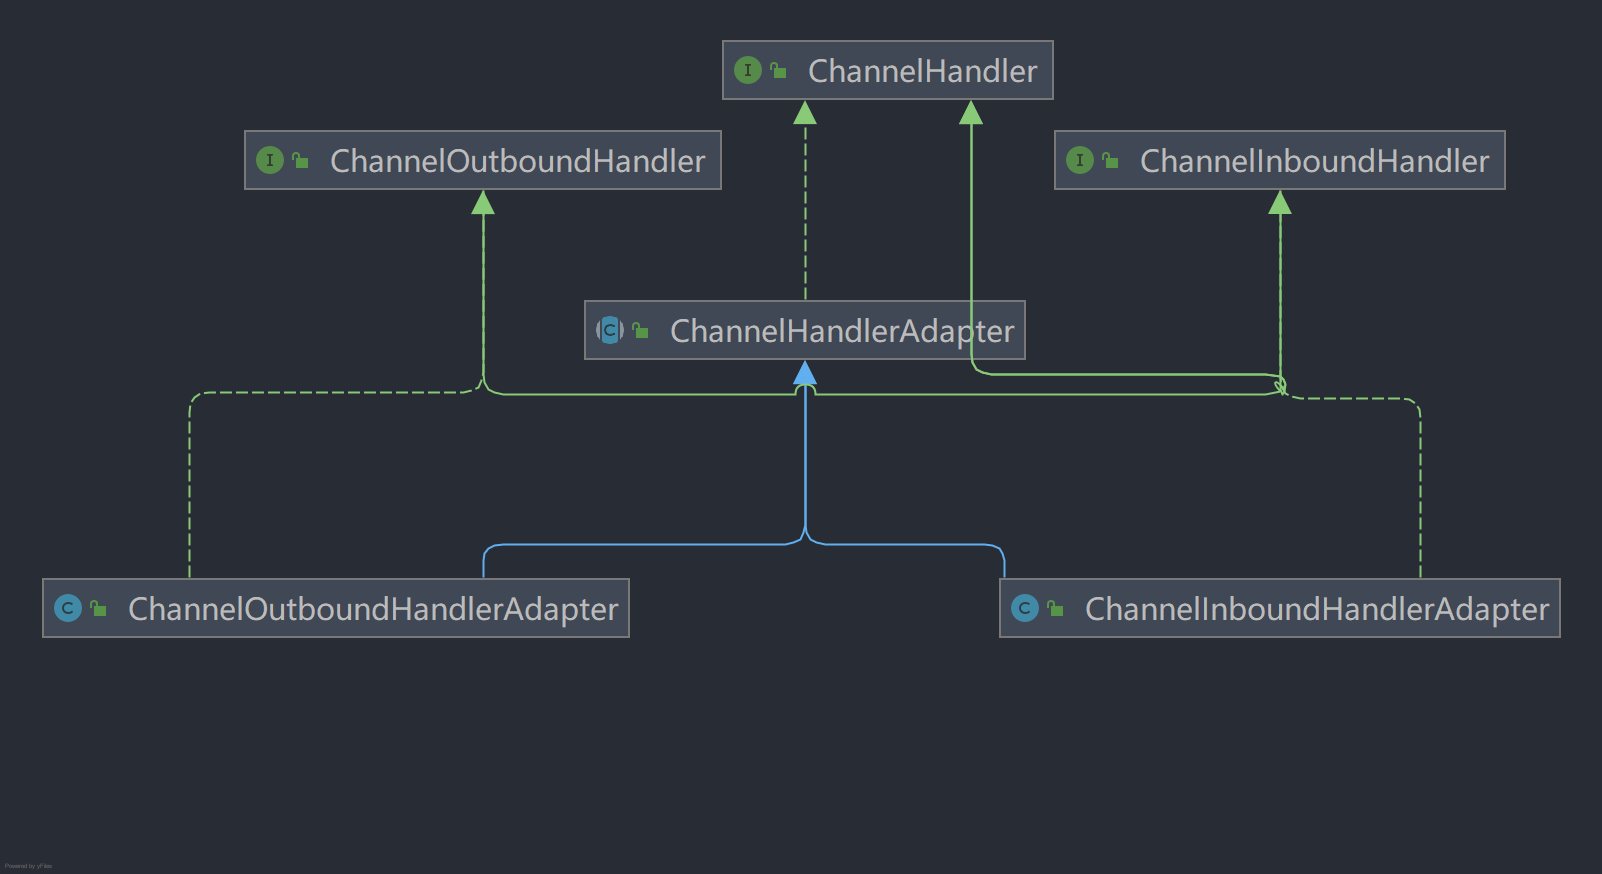 I ChannelHandler
I ChannelOutboundHandler
I ChannelInboundHandler
C ChannelHandlerAdapter
C ChannelOutboundHandlerAdapter
C ChannelInboundHandlerAdapter
Powered by yFiles